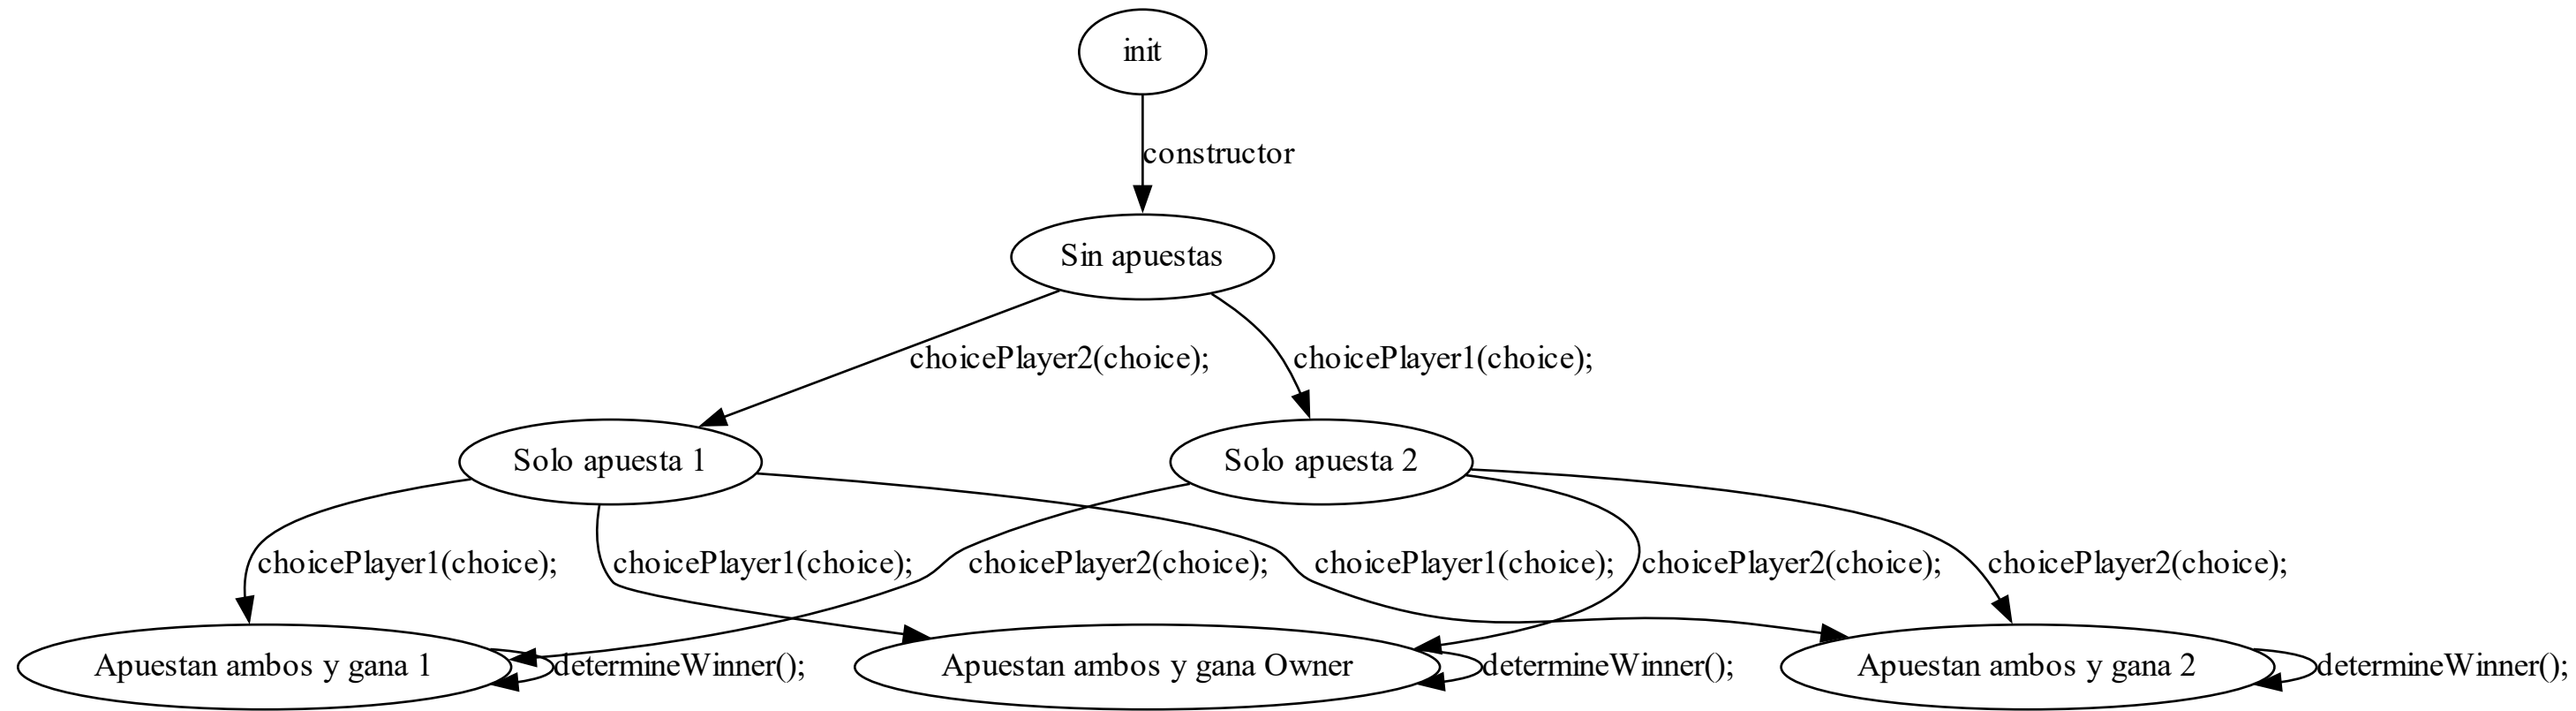 init
constructor
Sin apuestas
choicePlayer2(choice);
choicePlayer1(choice);
Solo apuesta 1
Solo apuesta 2
choicePlayer1(choice);
choicePlayer1(choice);
choicePlayer2(choice);
choicePlayer1(choice);
choicePlayer2(choice);
choicePlayer2(choice);
Apuestan ambos y gana 1
determineWinner();
Apuestan ambos y gana Owner
determineWinner();
Apuestan ambos y gana 2
determineWinner();